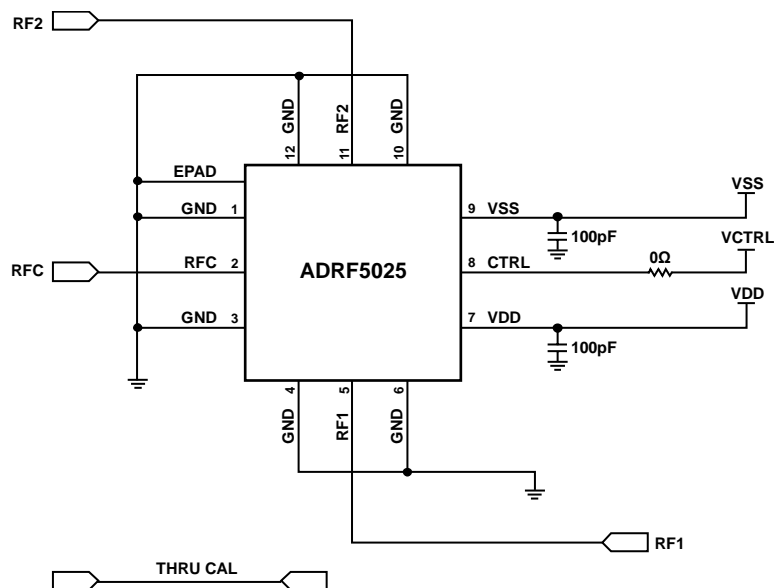 RF2
GND
RF2
GND
12
11
10
EPAD
GND 1
9 VSS
VSS
100pF
VCTRL
RFC
RFC 2
ADRF5025
8 CTRL
0Ω
VDD
GND 3
7 VDD
100pF
4
5
6
GND
RF1
GND
RF1
THRU CAL